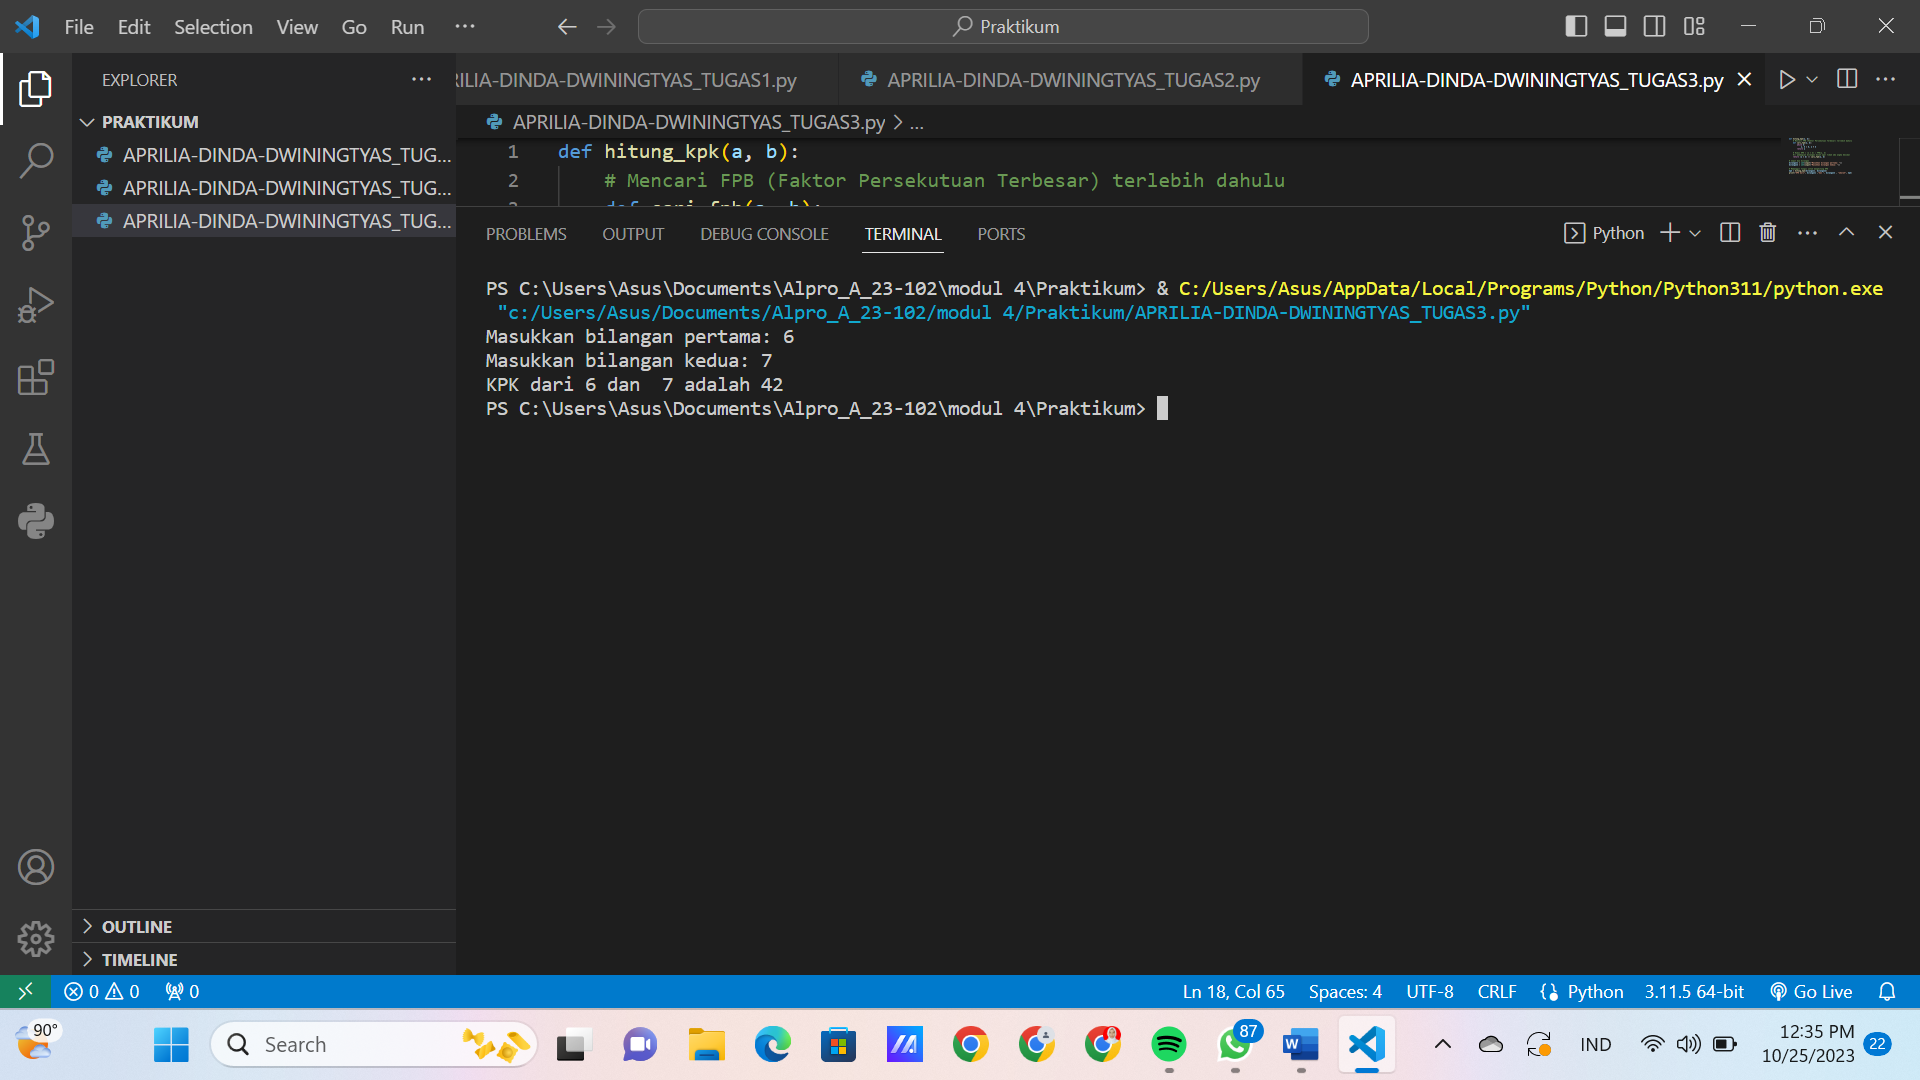 File Edit Selection View Go Run ··· Praktikum
EXPLORER ···
RILIA-DINDA-DWININGTYAS_TUGAS1.py APRILIA-DINDA-DWININGTYAS_TUGAS2.py APRILIA-DINDA-DWININGTYAS_TUGAS3.py
PRAKTIKUM
APRILIA-DINDA-DWININGTYAS_TUG...
APRILIA-DINDA-DWININGTYAS_TUG...
APRILIA-DINDA-DWININGTYAS_TUG...
APRILIA-DINDA-DWININGTYAS_TUGAS3.py > ...
1 def hitung_kpk(a, b):
2 # Mencari FPB (Faktor Persekutuan Terbesar) terlebih dahulu
PROBLEMS OUTPUT DEBUG CONSOLE TERMINAL PORTS Python
PS C:\Users\Asus\Documents\Alpro_A_23-102\modul 4\Praktikum> & C:/Users/Asus/AppData/Local/Programs/Python/Python311/python.exe
"c:/Users/Asus/Documents/Alpro_A_23-102/modul 4/Praktikum/APRILIA-DINDA-DWININGTYAS_TUGAS3.py"
Masukkan bilangan pertama: 6
Masukkan bilangan kedua: 7
KPK dari 6 dan  7 adalah 42
PS C:\Users\Asus\Documents\Alpro_A_23-102\modul 4\Praktikum>
OUTLINE
TIMELINE
0 0 0 Ln 18, Col 65 Spaces: 4 UTF-8 CRLF Python 3.11.5 64-bit Go Live
90° Search 87 IND 12:35 PM 22
10/25/2023